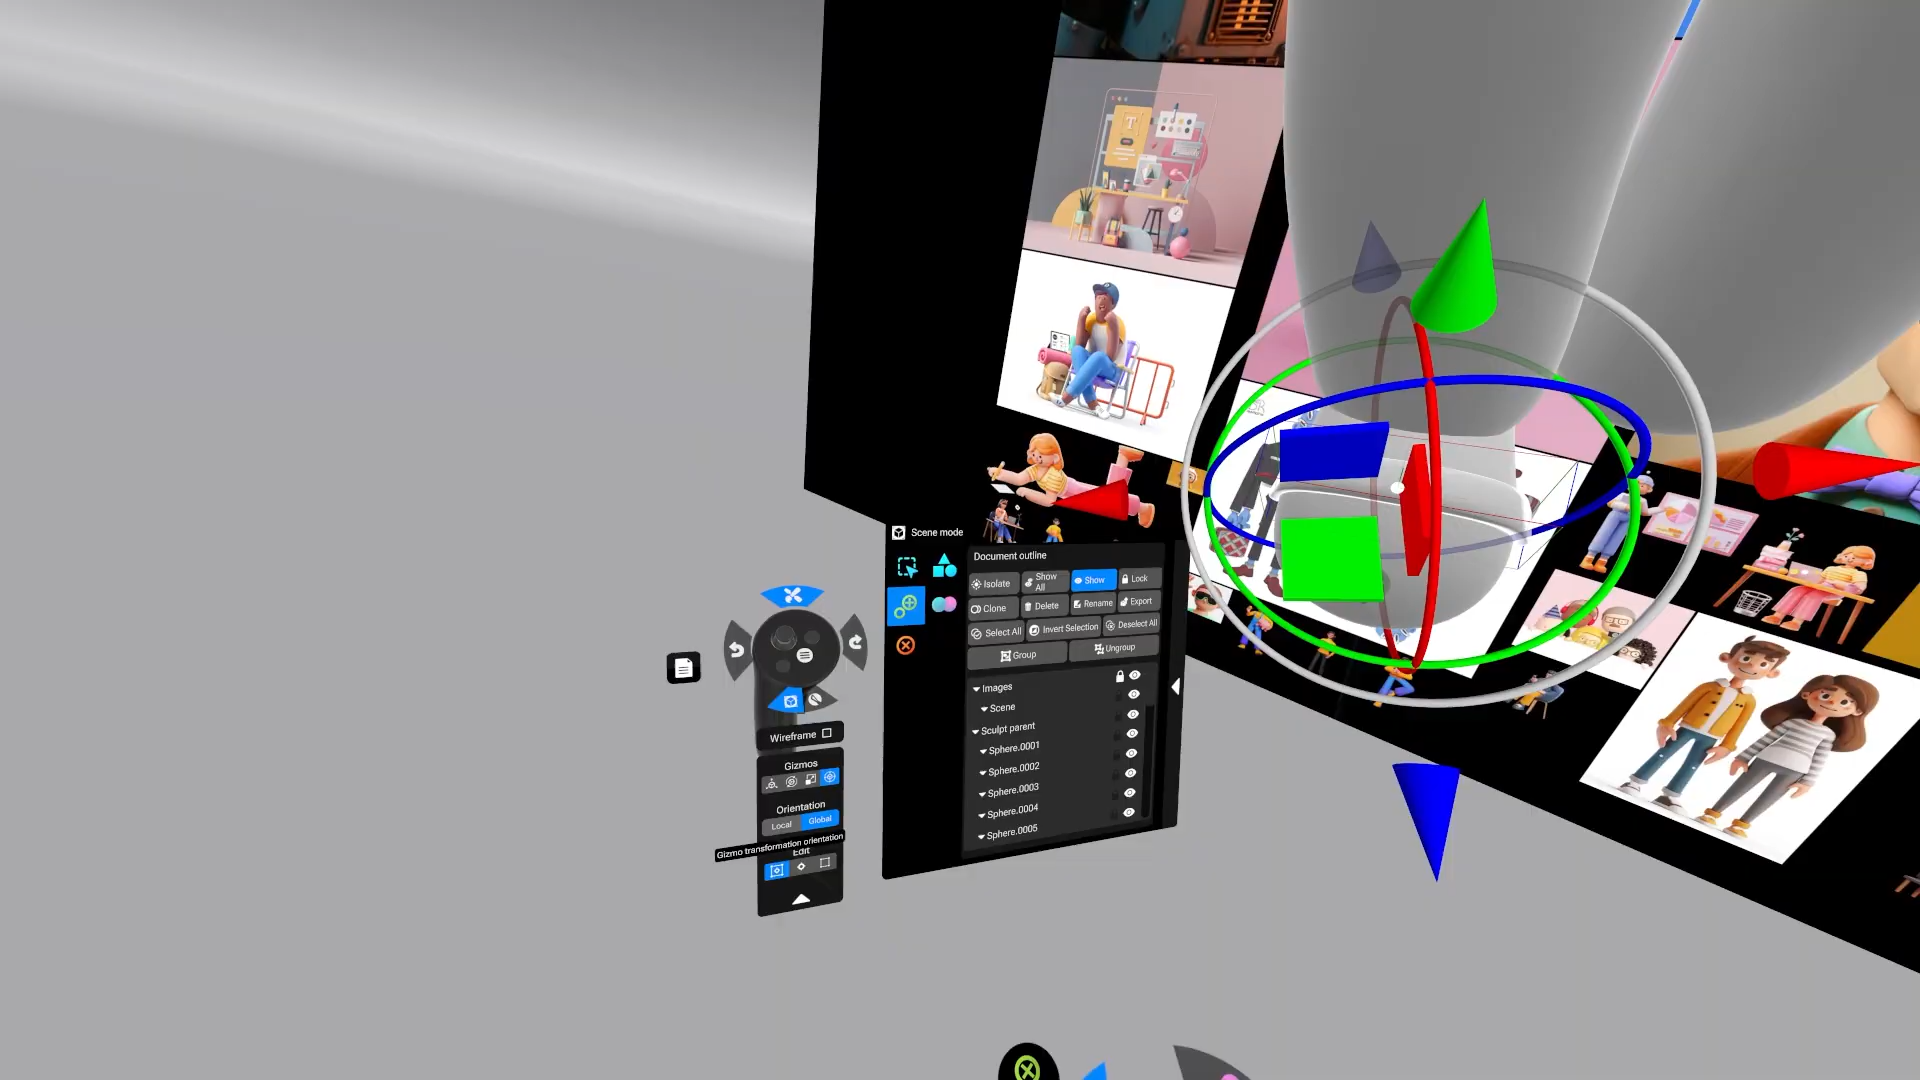 T
Scene mode
Document outline
Isolate
Show All
Show
Lock
Clone
Delete
Rename
Export
Select All
Invert Selection
Deselect All
Group
Ungroup
Images
Scene
Sculpt parent
Sphere.0001
Sphere.0002
Sphere.0003
Sphere.0004
Sphere.0005
Wireframe
Gizmos
Orientation
Local
Global
Gizmo transformation orientation
Edit